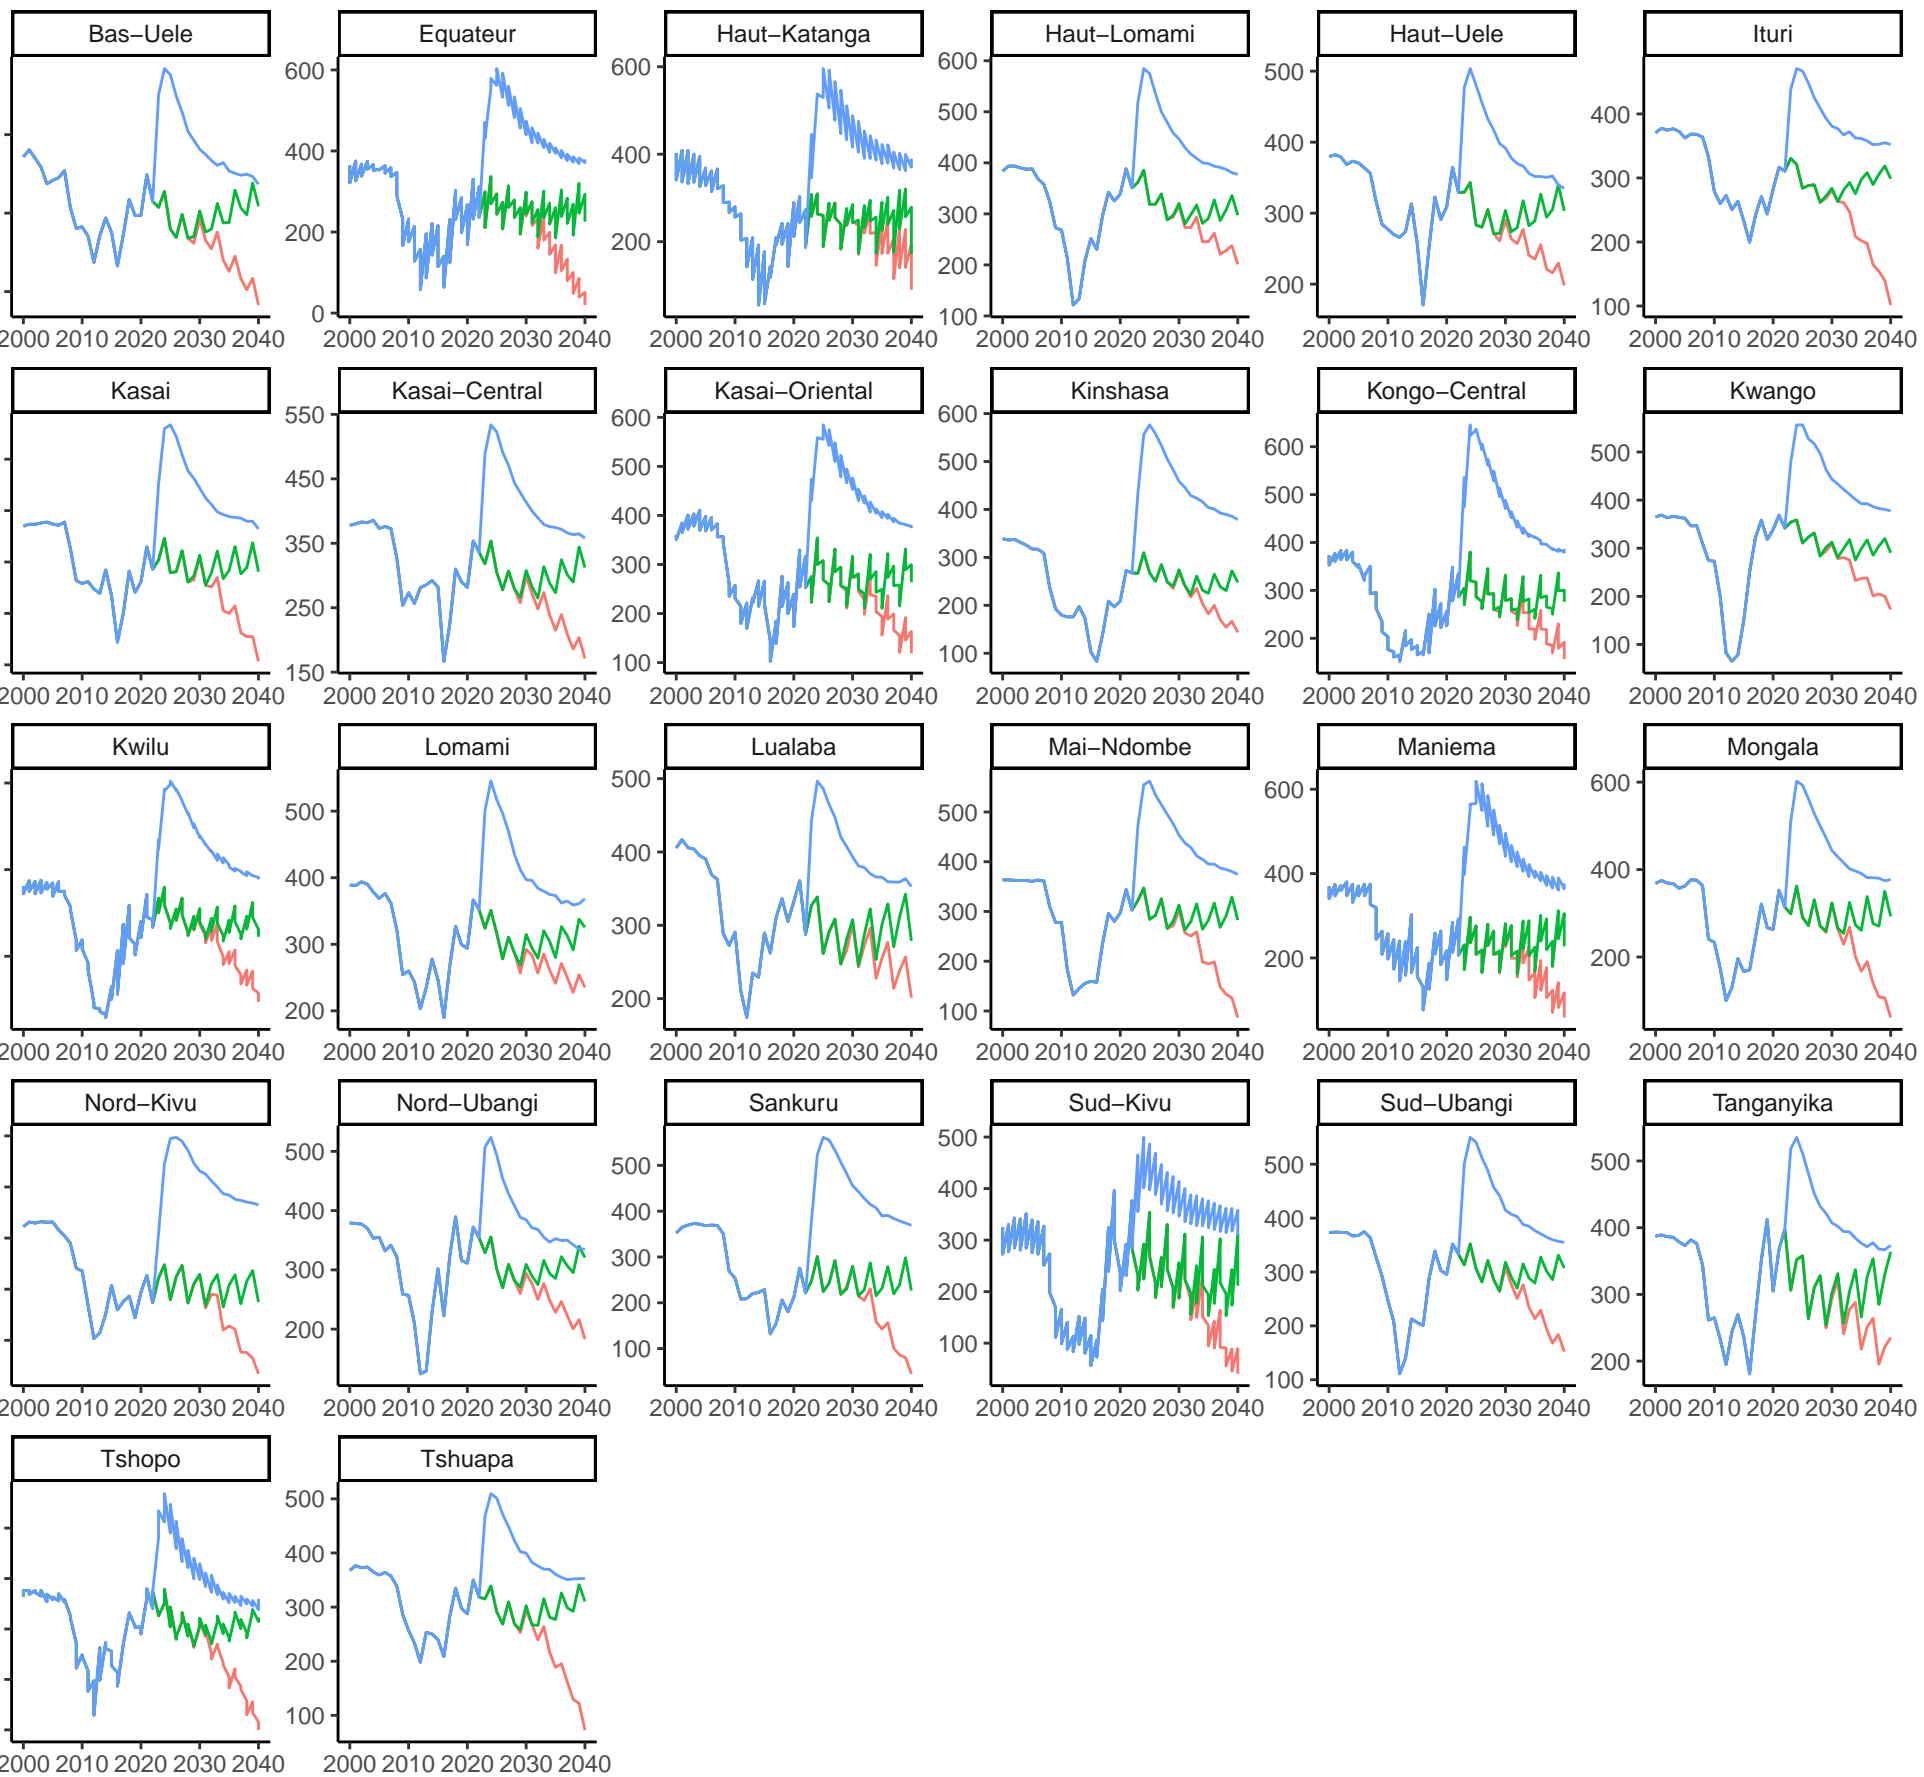 Bas−Uele Equateur Haut−Katanga Haut−Lomami Haut−Uele Ituri
600 400 200 0
600 400 200
600 500 400 300 200 100
500 400 300 200
400 300 200 100
2000 2010 2020 2030 2040 2000 2010 2020 2030 2040 2000 2010 2020 2030 2040 2000 2010 2020 2030 2040 2000 2010 2020 2030 2040 2000 2010 2020 2030 2040
Kasai Kasai−Central Kasai−Oriental Kinshasa Kongo−Central Kwango
550 450 350 250 150
600 500 400 300 200 100
600 500 400 300 200 100
600 500 400 300 200
500 400 300 200 100
2000 2010 2020 2030 2040 2000 2010 2020 2030 2040 2000 2010 2020 2030 2040 2000 2010 2020 2030 2040 2000 2010 2020 2030 2040 2000 2010 2020 2030 2040
Kwilu Lomami Lualaba Mai−Ndombe Maniema Mongala
500 400 300 200
500 400 300 200
500 400 300 200 100
600 400 200
600 400 200
2000 2010 2020 2030 2040 2000 2010 2020 2030 2040 2000 2010 2020 2030 2040 2000 2010 2020 2030 2040 2000 2010 2020 2030 2040 2000 2010 2020 2030 2040
Nord−Kivu Nord−Ubangi Sankuru Sud−Kivu Sud−Ubangi Tanganyika
500 400 300 200
500 400 300 200 100
500 400 300 200 100
500 400 300 200 100
500 400 300 200
2000 2010 2020 2030 2040 2000 2010 2020 2030 2040 2000 2010 2020 2030 2040 2000 2010 2020 2030 2040 2000 2010 2020 2030 2040 2000 2010 2020 2030 2040
Tshopo Tshuapa
500 400 300 200 100
2000 2010 2020 2030 2040 2000 2010 2020 2030 2040